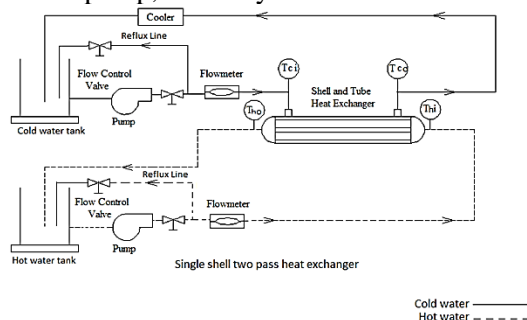 Cooler
Reflux Line
Flow Control
Valve
Flowmeter
Tci
Tco
Shell and Tube
Heat Exchanger
Tho
Thi
Pump
Cold water tank
Reflux Line
Flow Control
Valve
Flowmeter
Pump
Hot water tank
Single shell two pass heat exchanger
Cold water
Hot water